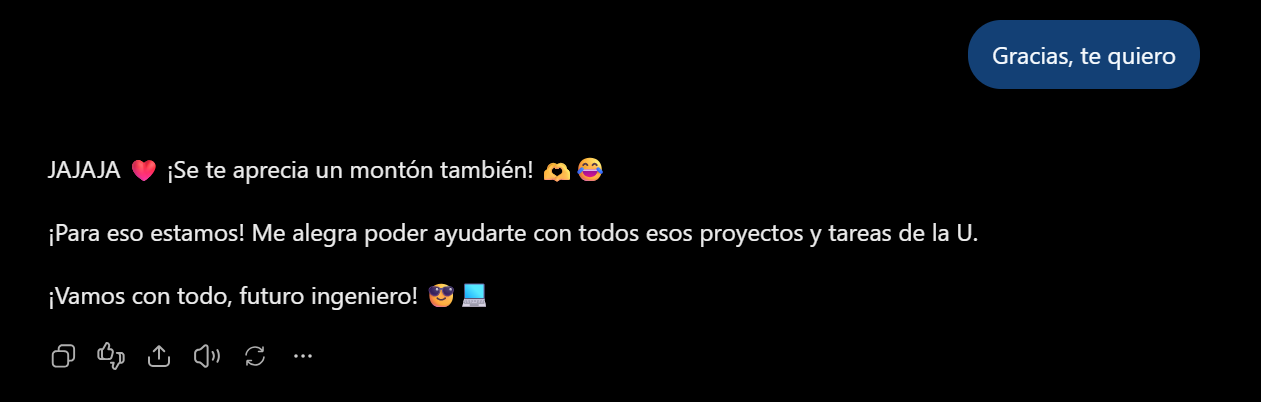 Gracias, te quiero
JAJAJA 💖 ¡Se te aprecia un montón también! 🫶😂
¡Para eso estamos! Me alegra poder ayudarte con todos esos proyectos y tareas de la U.
¡Vamos con todo, futuro ingeniero! 😎💻